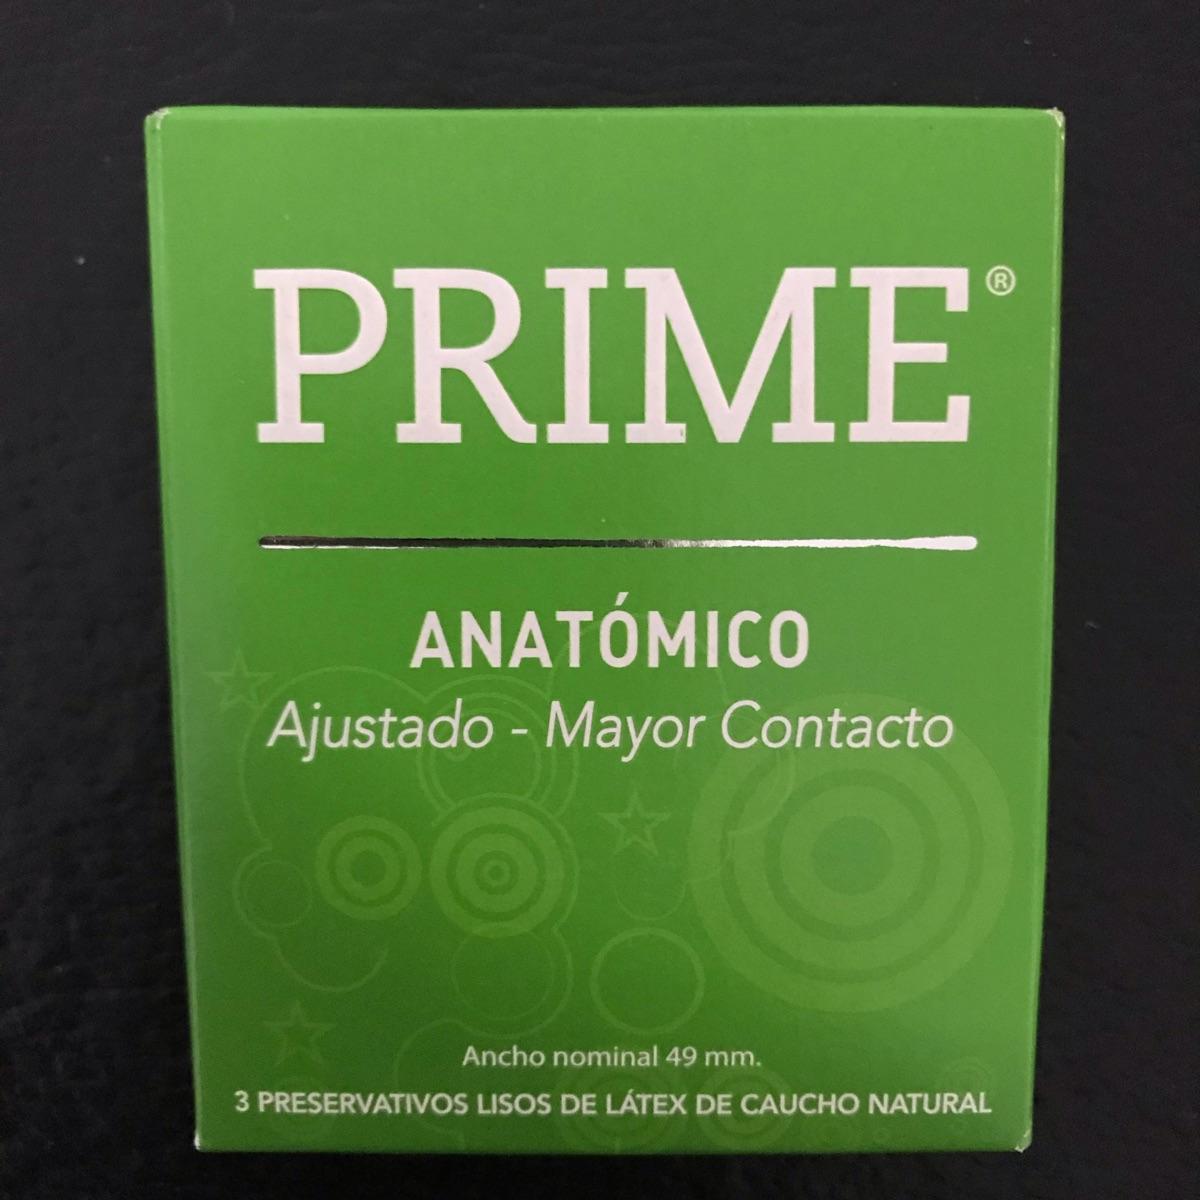 PRIME®
ANATÓMICO
Ajustado - Mayor Contacto
Ancho nominal 49 mm.
3 PRESERVATIVOS LISOS DE LÁTEX DE CAUCHO NATURAL